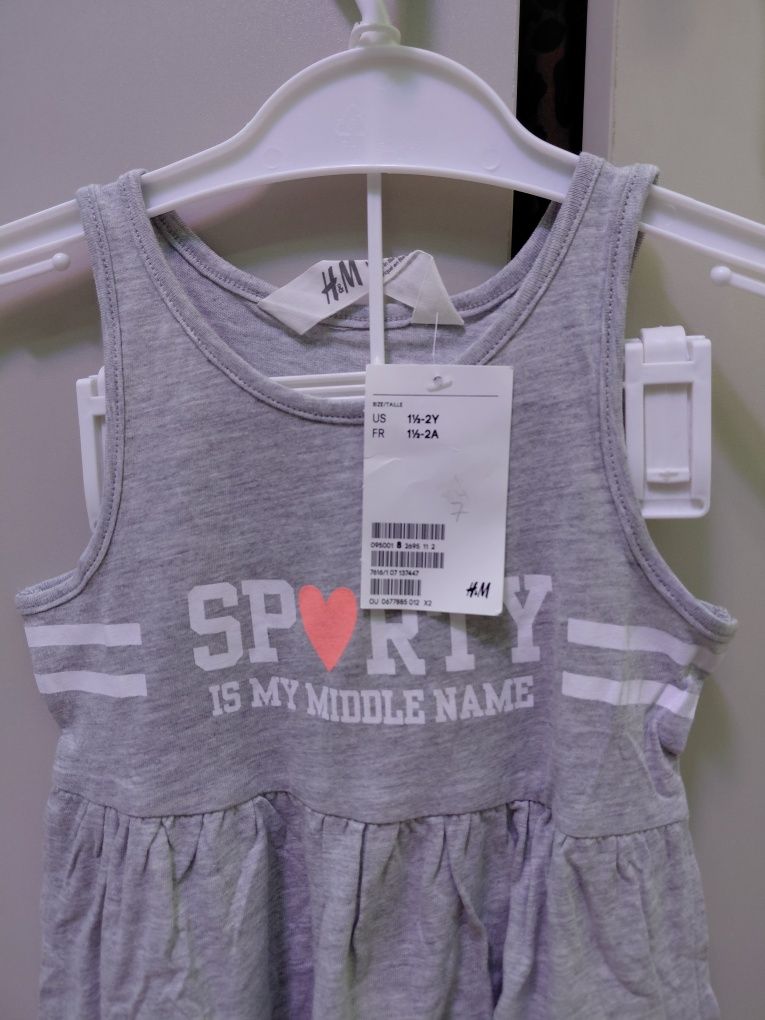 H&M
SIZE/TAILLE
US 1½-2Y
FR 1½-2A
7
095001 8 2695 11 2
7616/1 07 137447
OU 0677885 012 X2
H&M
SP♥RTY
IS MY MIDDLE NAME